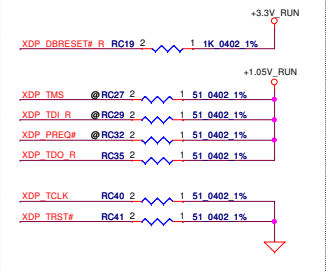 +3.3V_RUN
XDP_DBRESET#_R RC19 2 1 1K_0402_1%
+1.05V_RUN
XDP_TMS @RC27 2 1 51_0402_1%
XDP_TDI_R @RC29 2 1 51_0402_1%
XDP_PREQ# @RC32 2 1 51_0402_1%
XDP_TDO_R RC35 2 1 51_0402_1%
XDP_TCLK RC40 2 1 51_0402_1%
XDP_TRST# RC41 2 1 51_0402_1%